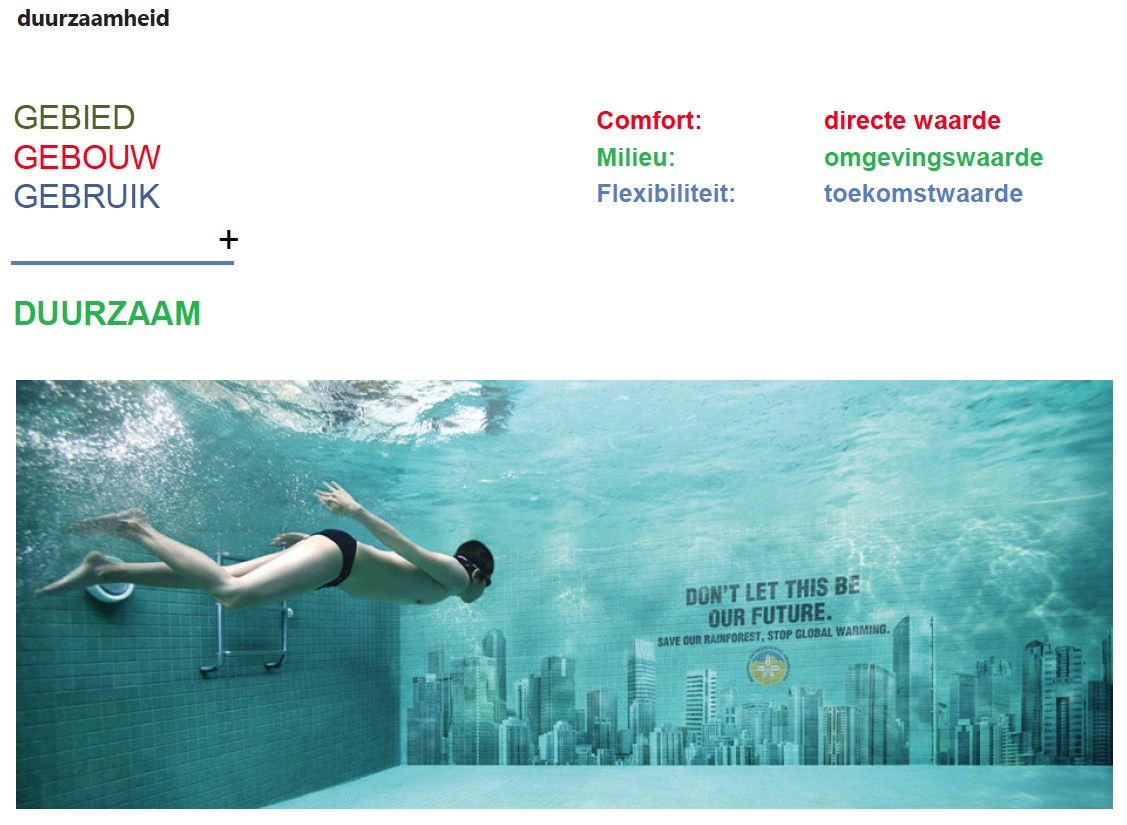 duurzaamheid
GEBIED
GEBOUW
GEBRUIK
+
DUURZAAM
Comfort: directe waarde
Milieu: omgevingswaarde
Flexibiliteit: toekomstwaarde
DON'T LET THIS BE
OUR FUTURE.
SAVE OUR RAINFOREST, STOP GLOBAL WARMING.